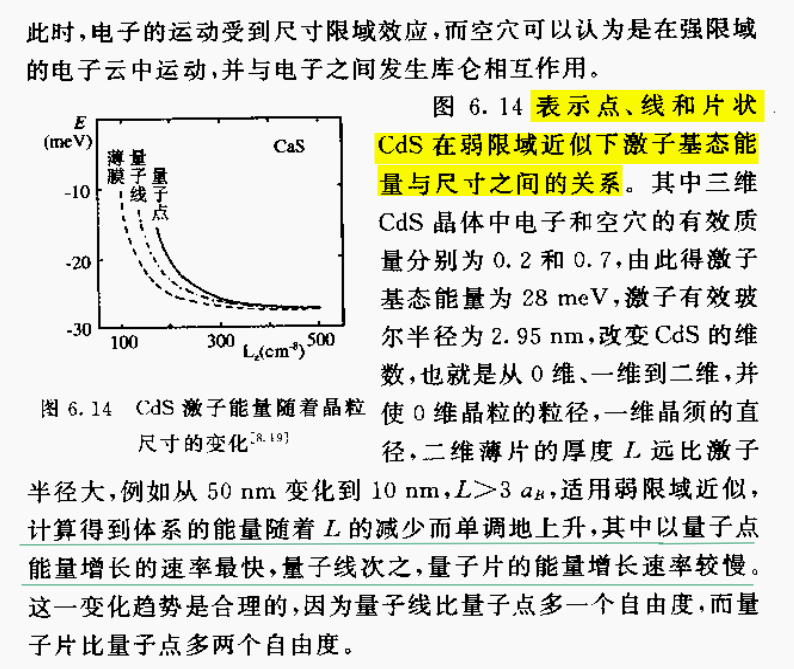 此时,电子的运动受到尺寸限域效应,而空穴可以认为是在强限域
的电子云中运动,并与电子之间发生库仑相互作用。
图 6. 14 表示点、线和片状
CdS 在弱限域近似下激子基态能
量与尺寸之间的关系。其中三维
CdS 晶体中电子和空穴的有效质
量分别为 0. 2 和 0. 7,由此得激子
基态能量为 28 meV,激子有效玻
尔半径为 2. 95 nm,改变 CdS 的维
数,也就是从 0 维、一维到二维,并
使 0 维晶粒的粒径,一维晶须的直
径,二维薄片的厚度 L 远比激子
半径大,例如从 50 nm 变化到 10 nm,L>3 aB,适用弱限域近似,
计算得到体系的能量随着 L 的减少而单调地上升,其中以量子点
能量增长的速率最快,量子线次之,量子片的能量增长速率较慢。
这一变化趋势是合理的,因为量子线比量子点多一个自由度,而量
子片比量子点多两个自由度。
E
(meV)
CaS
薄膜
量子线
量子点
-10
-20
-30
100
300
500
Lz(cm-8)
图 6. 14 CdS 激子能量随着晶粒
尺寸的变化[8. 19]